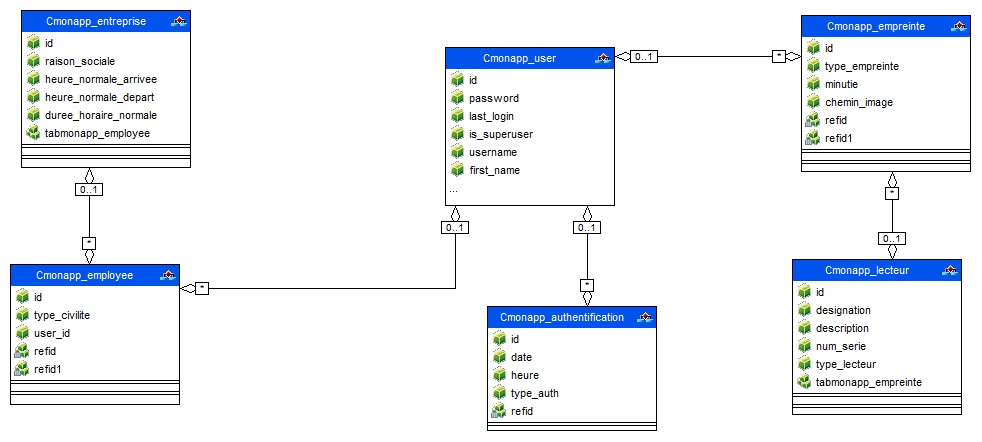 Cmonapp_entreprise
id
raison_sociale
heure_normale_arrivee
heure_normale_depart
duree_horaire_normale
tabmonapp_employee
0..1
*
Cmonapp_employee
id
type_civilite
user_id
refid
refid1
*
Cmonapp_user
id
password
last_login
is_superuser
username
first_name
...
0..1
0..1
0..1
*
*
Cmonapp_authentification
id
date
heure
type_auth
refid
Cmonapp_empreinte
id
type_empreinte
minutie
chemin_image
refid
refid1
*
0..1
Cmonapp_lecteur
id
designation
description
num_serie
type_lecteur
tabmonapp_empreinte